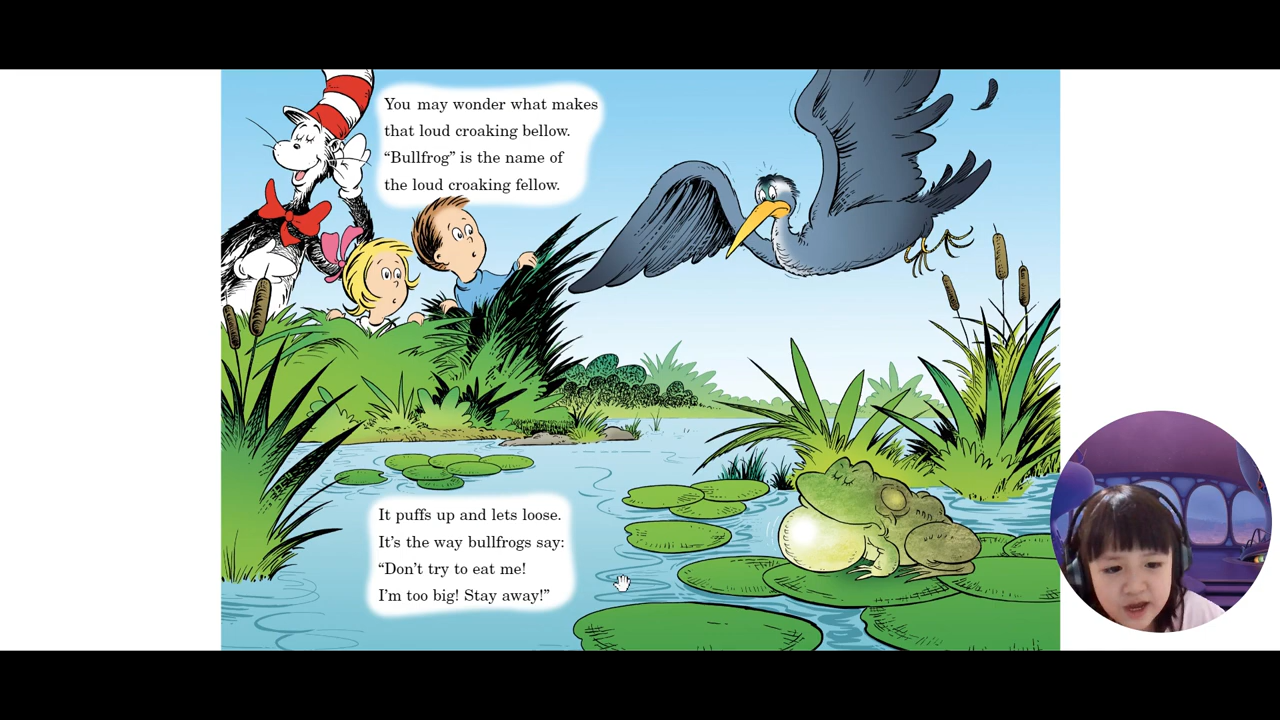 You may wonder what makes
that loud croaking bellow.
“Bullfrog” is the name of
the loud croaking fellow.
It puffs up and lets loose.
It’s the way bullfrogs say:
“Don’t try to eat me!
I’m too big! Stay away!”